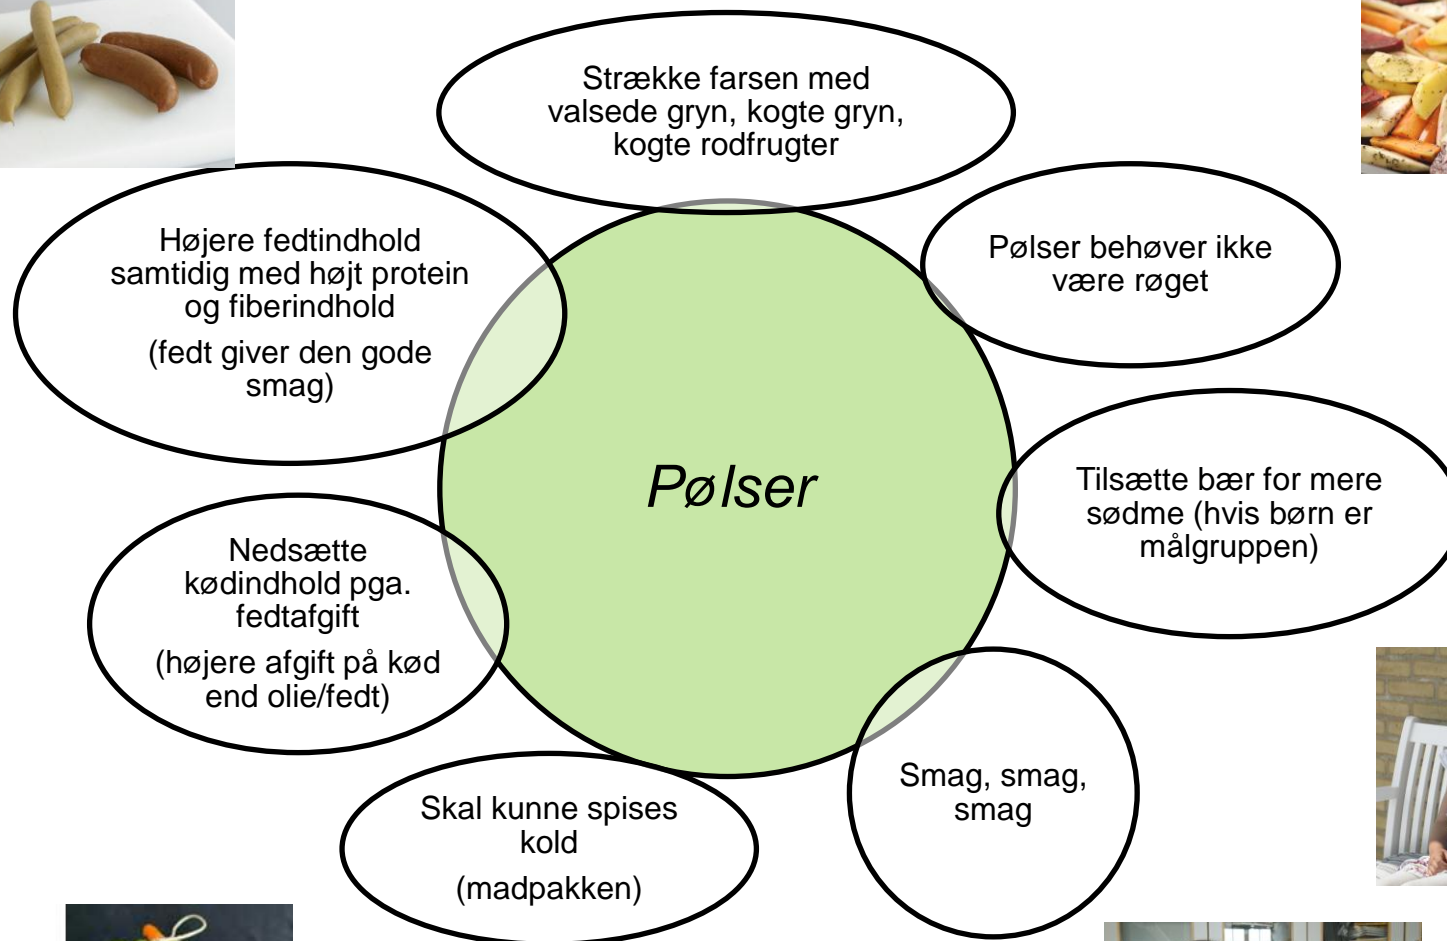 Strække farsen med
valsede gryn, kogte gryn,
kogte rodfrugter
Højere fedtindhold
samtidig med højt protein
og fiberindhold
(fedt giver den gode
smag)
Pølser behøver ikke
være røget
Pølser
Tilsætte bær for mere
sødme (hvis børn er
målgruppen)
Nedsætte
kødindhold pga.
fedtafgift
(højere afgift på kød
end olie/fedt)
Smag, smag,
smag
Skal kunne spises
kold
(madpakken)